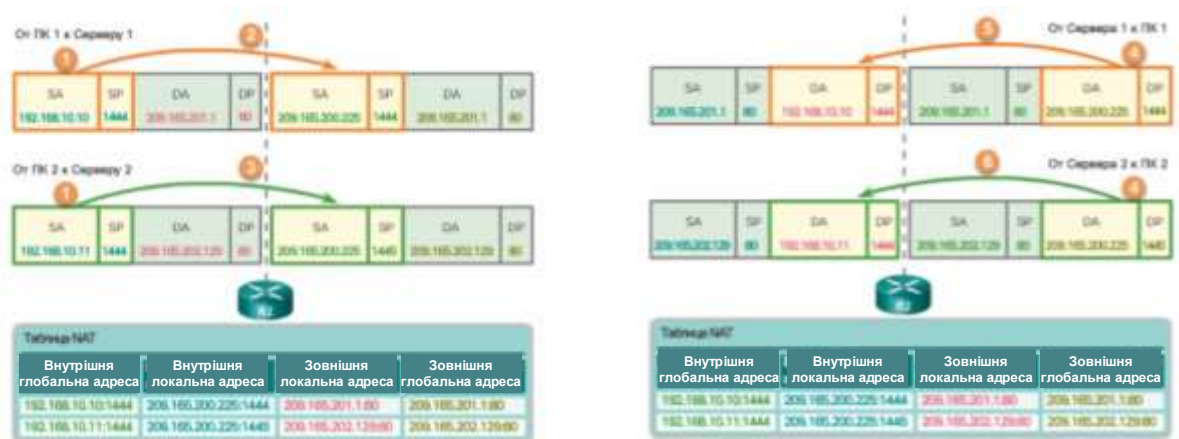 От ПК 1 к Серверу 1
1
2
SA SP DA DP SA SP DA DP
192.168.10.10 1444 209.165.201.1 80 209.165.200.225 1444 209.165.201.1 80
От ПК 2 к Серверу 2
1
3
SA SP DA DP SA SP DA DP
192.168.10.11 1444 209.165.202.129 80 209.165.200.225 1445 209.165.202.129 80
R2
Таблица NAT
Внутрішня глобальна адреса Внутрішня локальна адреса Зовнішня локальна адреса Зовнішня глобальна адреса
192.168.10.10:1444 209.165.200.225:1444 209.165.201.1:80 209.165.201.1:80
192.168.10.11:1444 209.165.200.225:1445 209.165.202.129:80 209.165.202.129:80
От Сервера 1 к ПК 1
5
4
SA SP DA DP SA SP DA DP
209.165.201.1 80 192.168.10.10 1444 209.165.201.1 80 209.165.200.225 1444
От Сервера 2 к ПК 2
6
4
SA SP DA DP SA SP DA DP
209.165.202.129 80 192.168.10.11 1444 209.165.202.129 80 209.165.200.225 1445
R2
Таблица NAT
Внутрішня глобальна адреса Внутрішня локальна адреса Зовнішня локальна адреса Зовнішня глобальна адреса
192.168.10.10:1444 209.165.200.225:1444 209.165.201.1:80 209.165.201.1:80
192.168.10.11:1444 209.165.200.225:1445 209.165.202.129:80 209.165.202.129:80